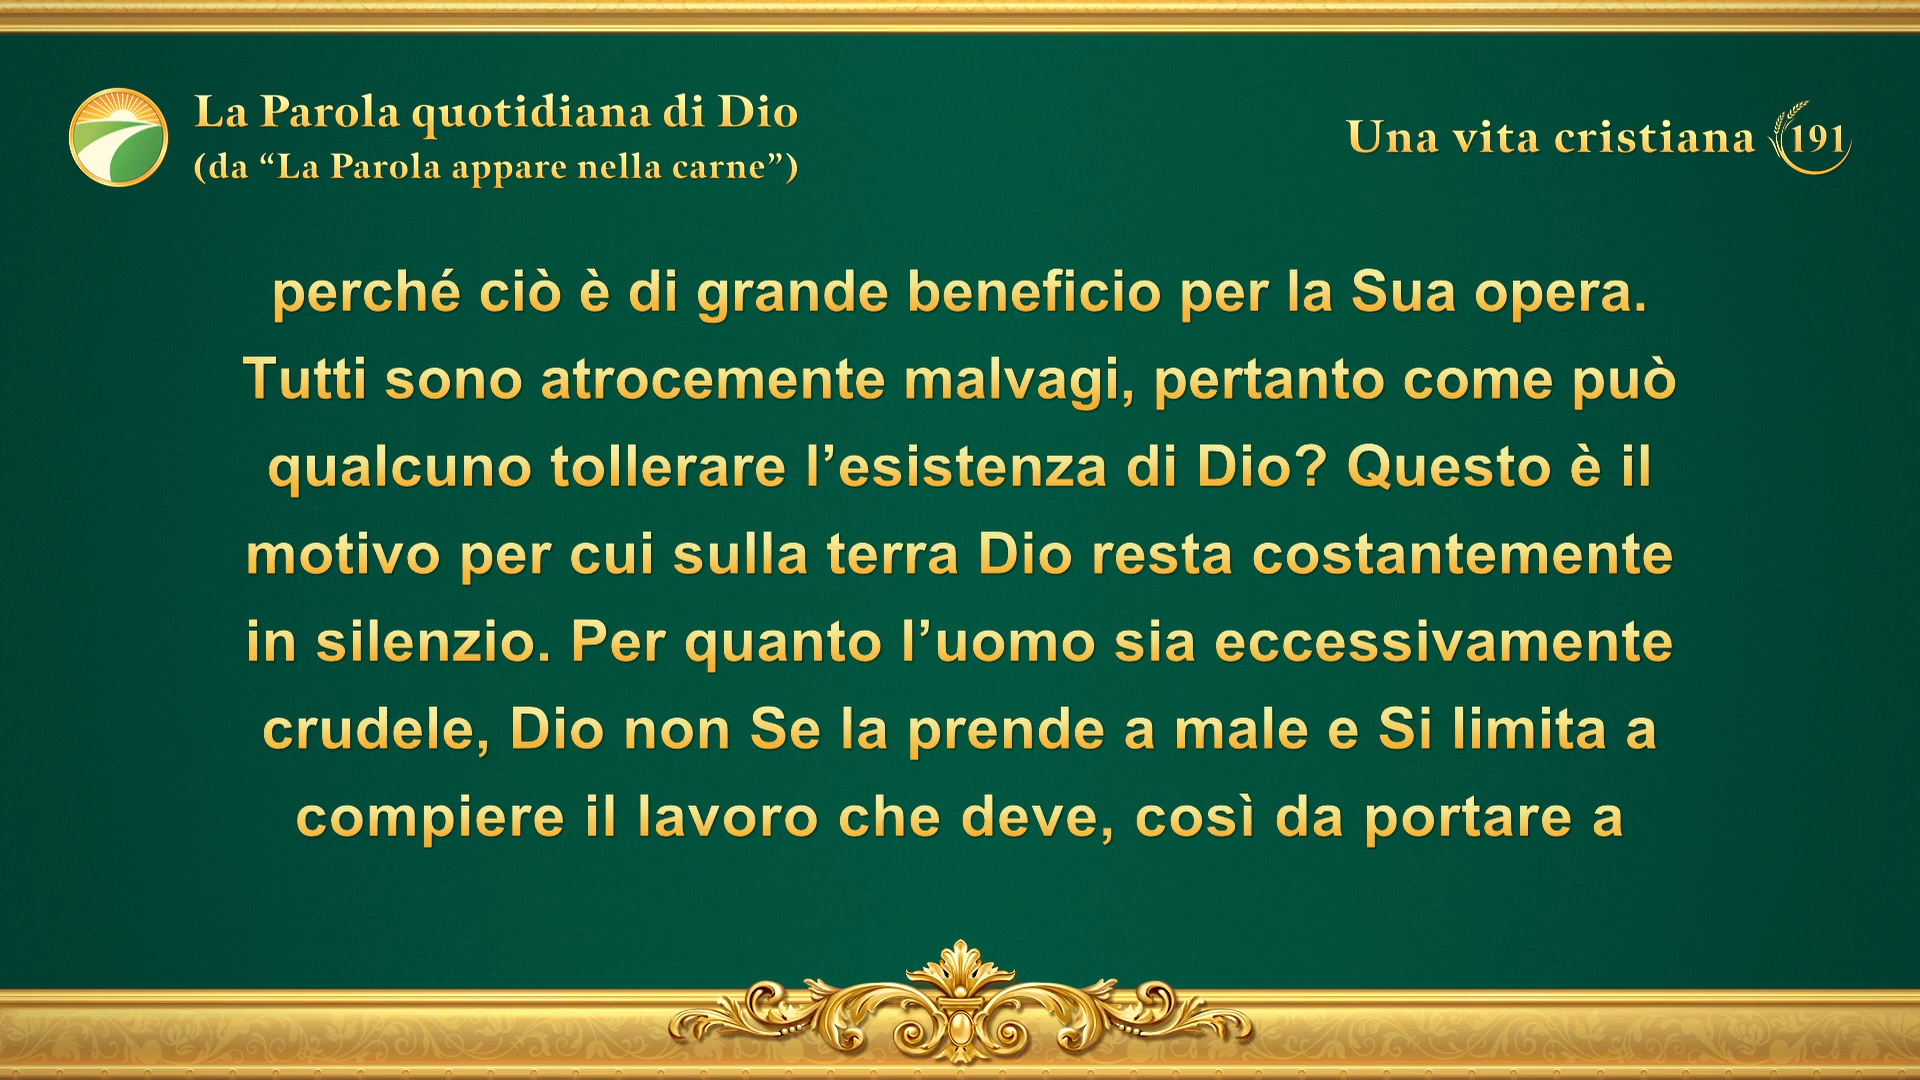 La Parola quotidiana di Dio
(da “La Parola appare nella carne”)
Una vita cristiana 191
perché ciò è di grande beneficio per la Sua opera.
Tutti sono atrocemente malvagi, pertanto come può
qualcuno tollerare l’esistenza di Dio? Questo è il
motivo per cui sulla terra Dio resta costantemente
in silenzio. Per quanto l’uomo sia eccessivamente
crudele, Dio non Se la prende a male e Si limita a
compiere il lavoro che deve, così da portare a